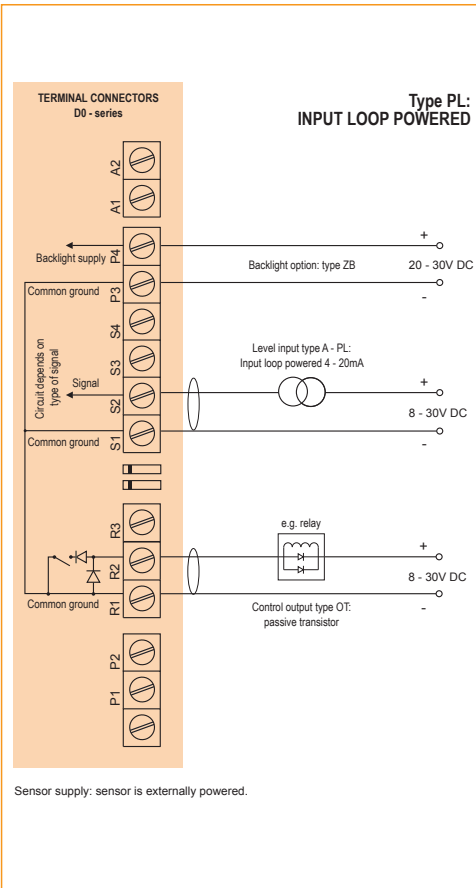 TERMINAL CONNECTORS
D0 - series
Type PL:
INPUT LOOP POWERED
A2
A1
P4
Backlight supply
Backlight option: type ZB
+
20 - 30V DC
-
P3
Common ground
S4
S3
Circuit depends on
type of signal
Level input type A - PL:
Input loop powered 4 - 20mA
Signal
S2
+
8 - 30V DC
-
Common ground
S1
R3
e.g. relay
R2
+
8 - 30V DC
-
Common ground
R1
Control output type OT:
passive transistor
P2
P1
Sensor supply: sensor is externally powered.